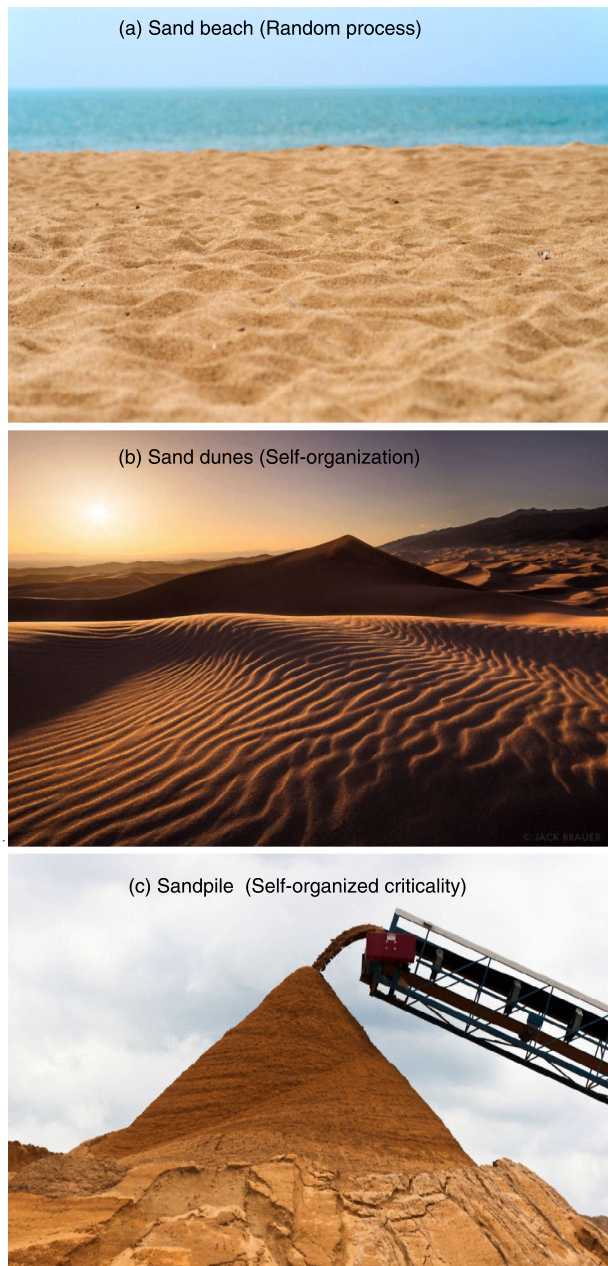 (a) Sand beach (Random process)
(b) Sand dunes (Self-organization)
© JACK BRAUER
(c) Sandpile (Self-organized criticality)